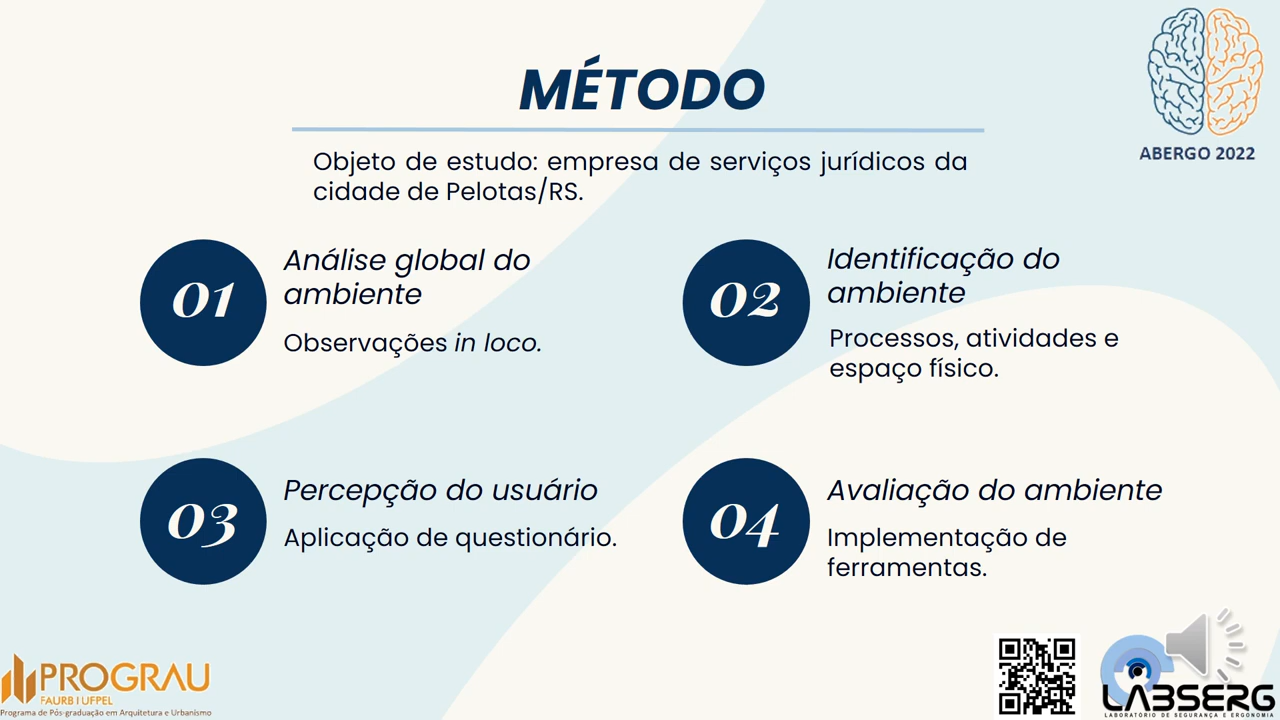 MÉTODO
ABERGO 2022
Objeto de estudo: empresa de serviços jurídicos da
cidade de Pelotas/RS.
01
Análise global do
ambiente
Observações in loco.
02
Identificação do
ambiente
Processos, atividades e
espaço físico.
03
Percepção do usuário
Aplicação de questionário.
04
Avaliação do ambiente
Implementação de
ferramentas.
PROGRAU
FAURB | UFPEL
Programa de Pós-graduação em Arquitetura e Urbanismo
LABSERG
LABORATORIO DE SEGURANÇA E ERGONOMIA